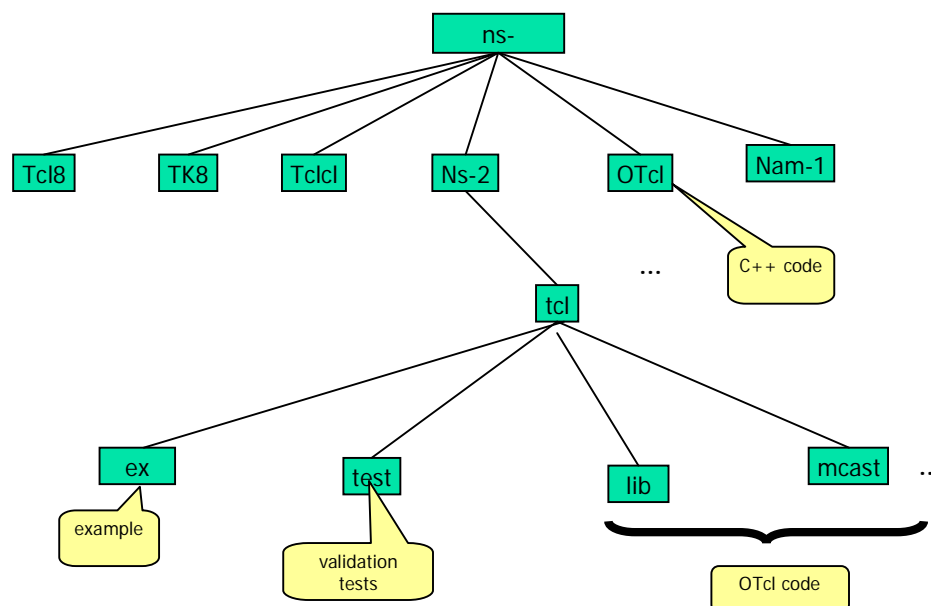 ns-
Tcl8
TK8
Tclcl
Ns-2
OTcl
Nam-1
C++ code
...
tcl
ex
test
lib
mcast
..
example
validation
tests
OTcl code